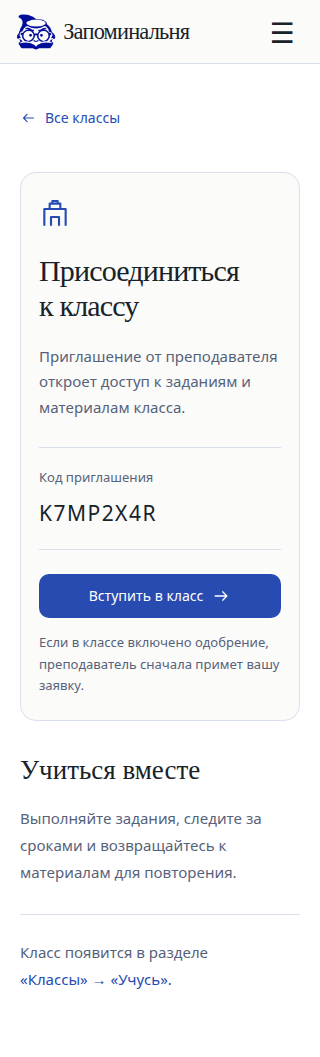 Запоминальня
← Все классы
Присоединиться
к классу
Приглашение от преподавателя
откроет доступ к заданиям и
материалам класса.
Код приглашения
K7MP2X4R
Вступить в класс →
Если в классе включено одобрение,
преподаватель сначала примет вашу
заявку.
Учиться вместе
Выполняйте задания, следите за
сроками и возвращайтесь к
материалам для повторения.
Класс появится в разделе
«Классы» → «Учусь».